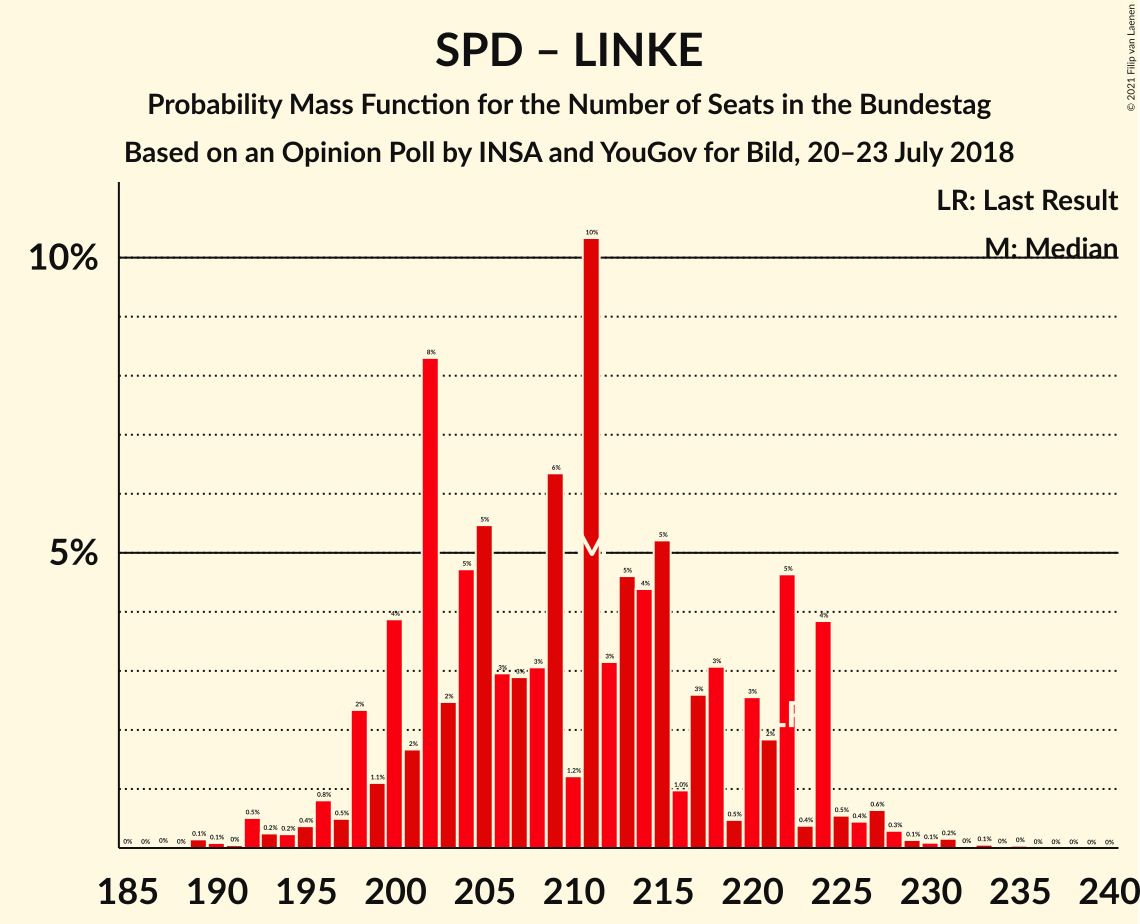 SPD – LINKE
Probability Mass Function for the Number of Seats in the Bundestag
Based on an Opinion Poll by INSA and YouGov for Bild, 20–23 July 2018
© 2021 Filip van Laenen
LR: Last Result
M: Median
10%
5%
0% 0% 0% 0% 0.1% 0.1% 0% 0.5% 0.2% 0.2% 0.4% 0.8% 0.5% 2% 1.1% 4% 2% 8% 2% 5% 5% 3% 3% 3% 6% 1.2% 10% 3% 5% 4% 5% 1.0% 3% 3% 0.5% 3% 2% 5% 0.4% 4% 0.5% 0.4% 0.6% 0.3% 0.1% 0.1% 0.2% 0% 0.1% 0% 0% 0% 0% 0% 0% 0%
M
LR
185 190 195 200 205 210 215 220 225 230 235 240